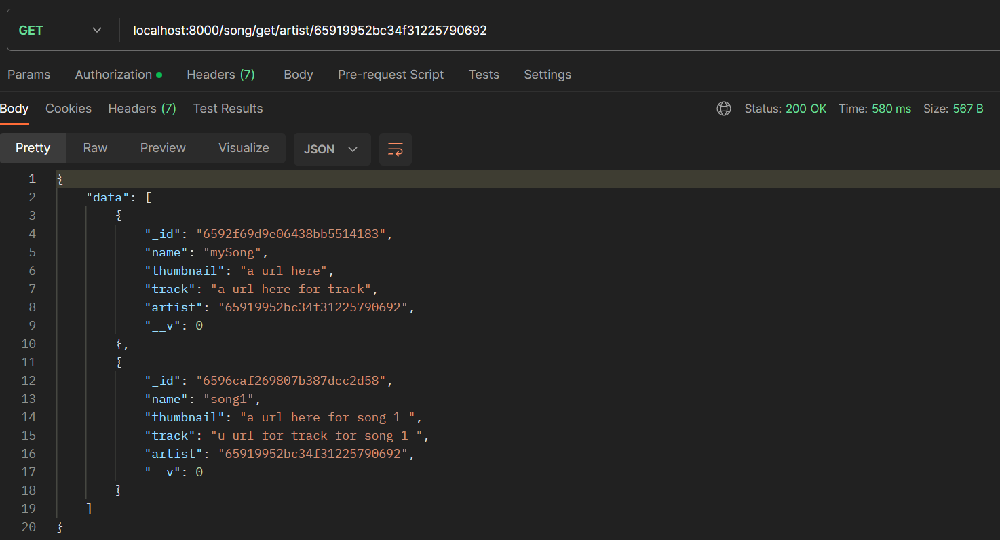 GET localhost:8000/song/get/artist/65919952bc34f31225790692
Params Authorization Headers (7) Body Pre-request Script Tests Settings
Body Cookies Headers (7) Test Results Status: 200 OK Time: 580 ms Size: 567 B
Pretty Raw Preview Visualize JSON
1 {
2 "data": [
3 {
4 "_id": "6592f69d9e06438bb5514183",
5 "name": "mySong",
6 "thumbnail": "a url here",
7 "track": "a url here for track",
8 "artist": "65919952bc34f31225790692",
9 "__v": 0
10 },
11 {
12 "_id": "6596caf269807b387dcc2d58",
13 "name": "song1",
14 "thumbnail": "a url here for song 1 ",
15 "track": "u url for track for song 1 ",
16 "artist": "65919952bc34f31225790692",
17 "__v": 0
18 }
19 ]
20 }